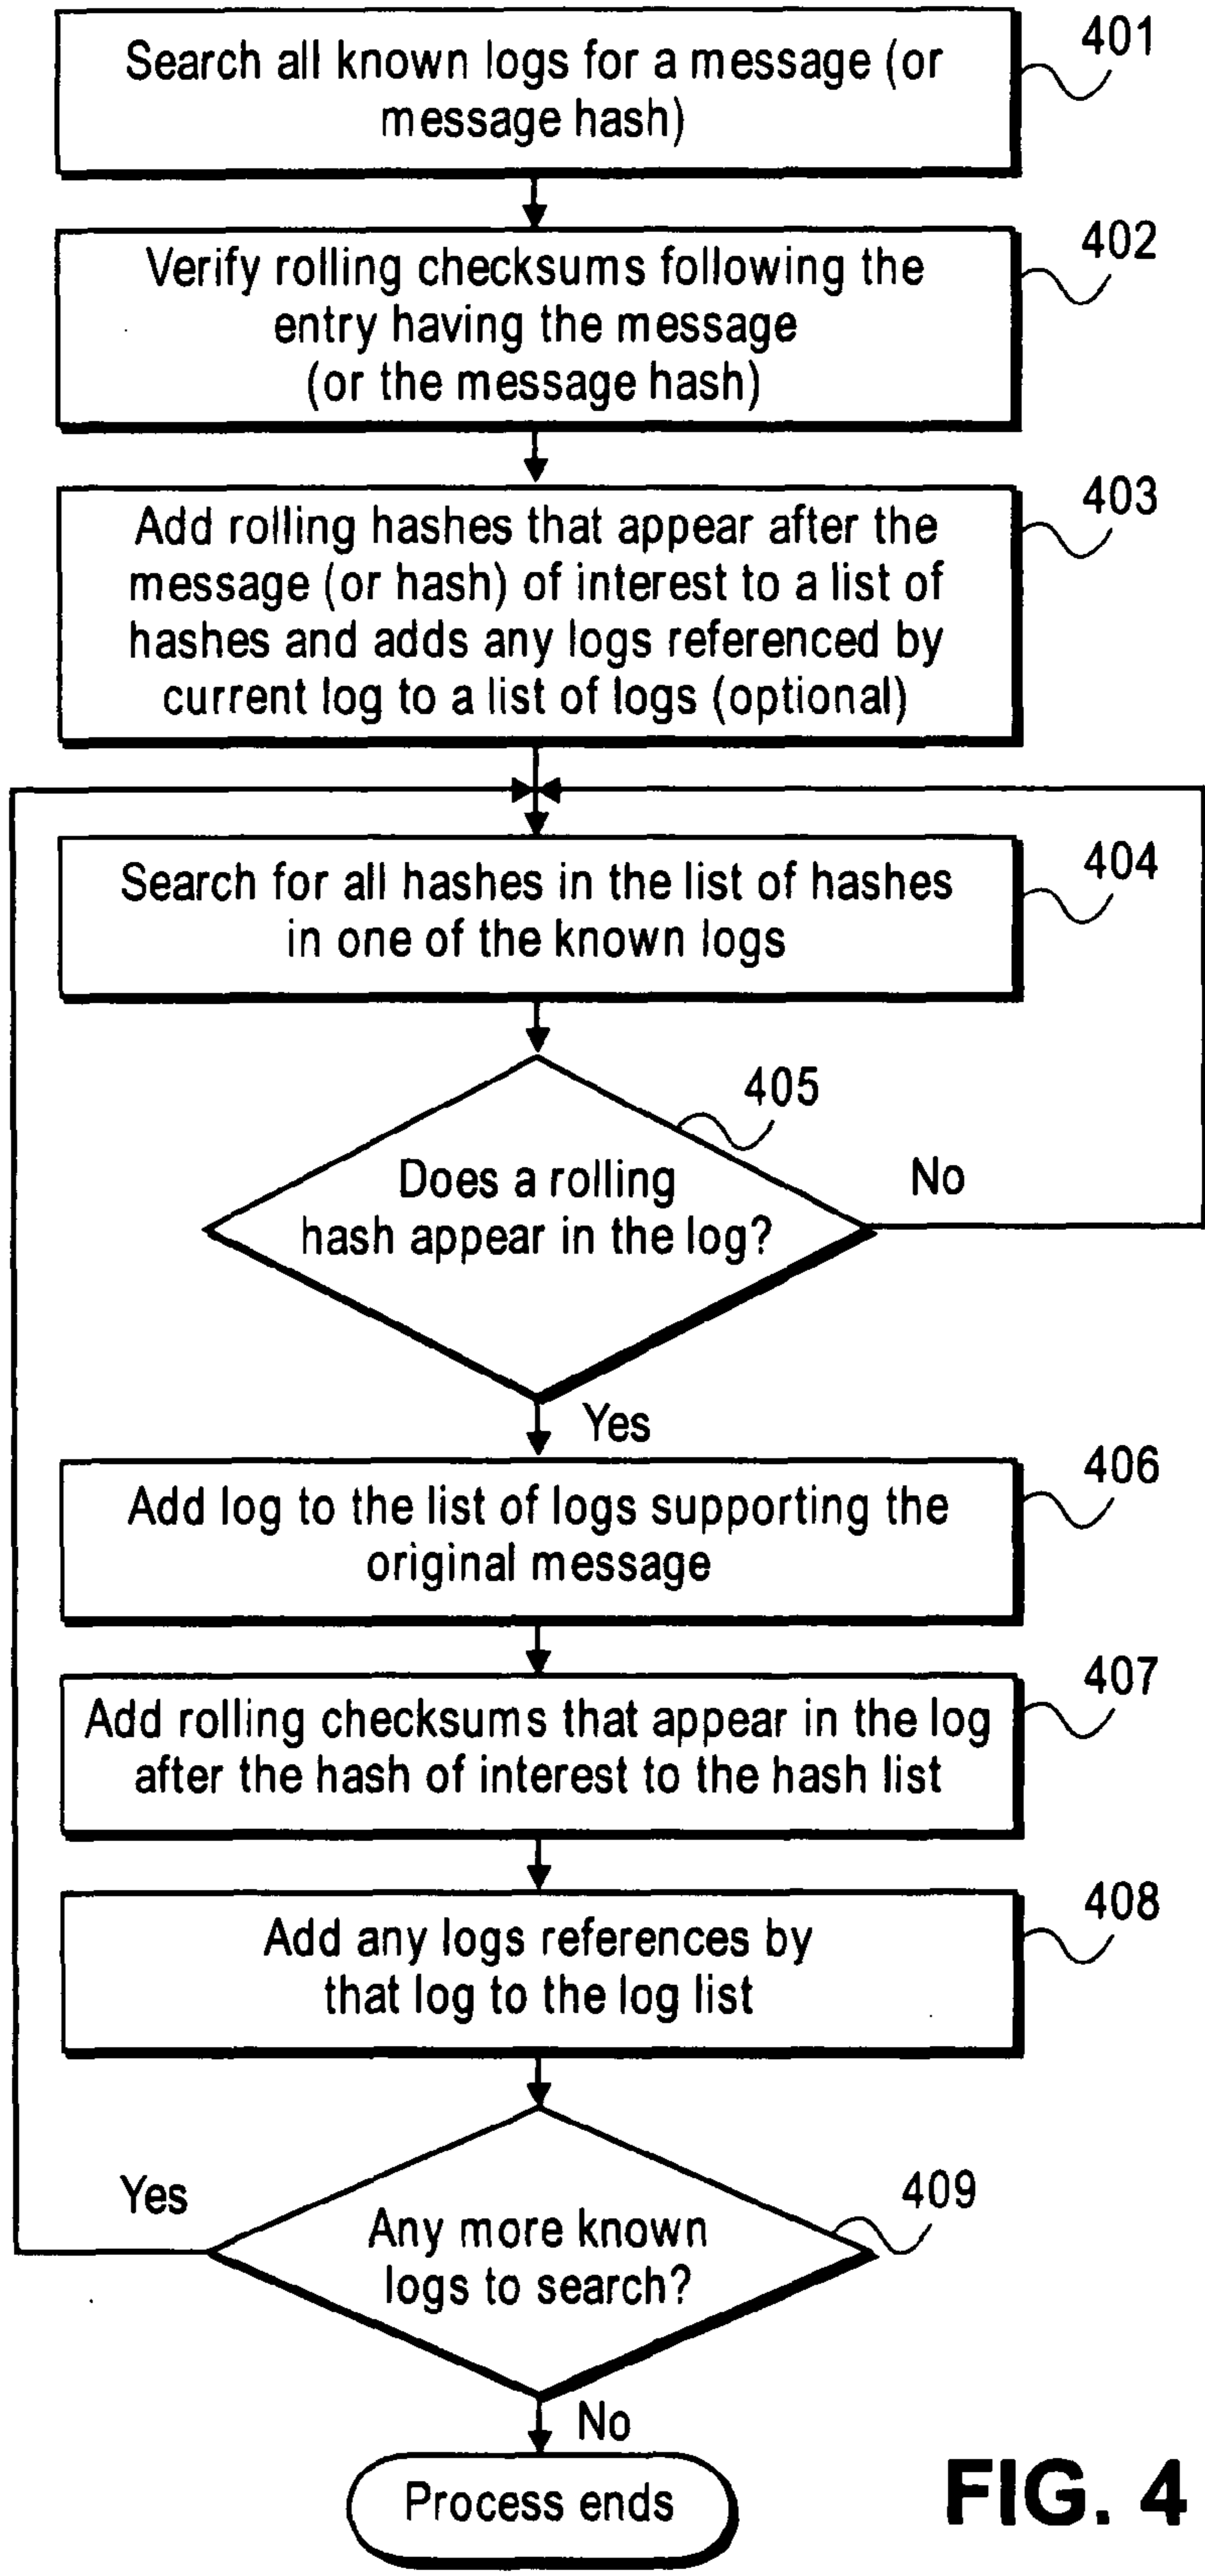 Search all known logs for a message (or
message hash)
401
Verify rolling checksums following the
entry having the message
(or the message hash)
402
Add rolling hashes that appear after the
message (or hash) of interest to a list of
hashes and adds any logs referenced by
current log to a list of logs (optional)
403
Search for all hashes in the list of hashes
in one of the known logs
404
405
Does a rolling
hash appear in the log?
No
Yes
Add log to the list of logs supporting the
original message
406
Add rolling checksums that appear in the log
after the hash of interest to the hash list
407
Add any logs references by
that log to the log list
408
Yes
409
Any more known
logs to search?
No
Process ends
FIG. 4